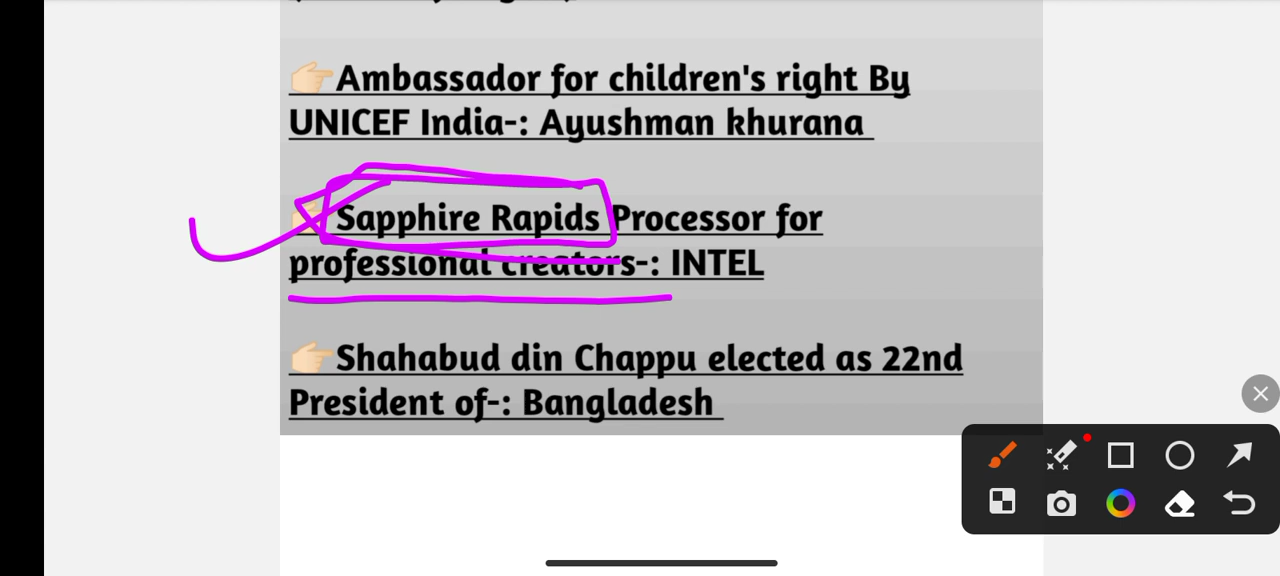 👉🏻Ambassador for children's right By
UNICEF India-: Ayushman khurana
Sapphire Rapids Processor for
professional creators-: INTEL
👉🏻Shahabud din Chappu elected as 22nd
President of-: Bangladesh